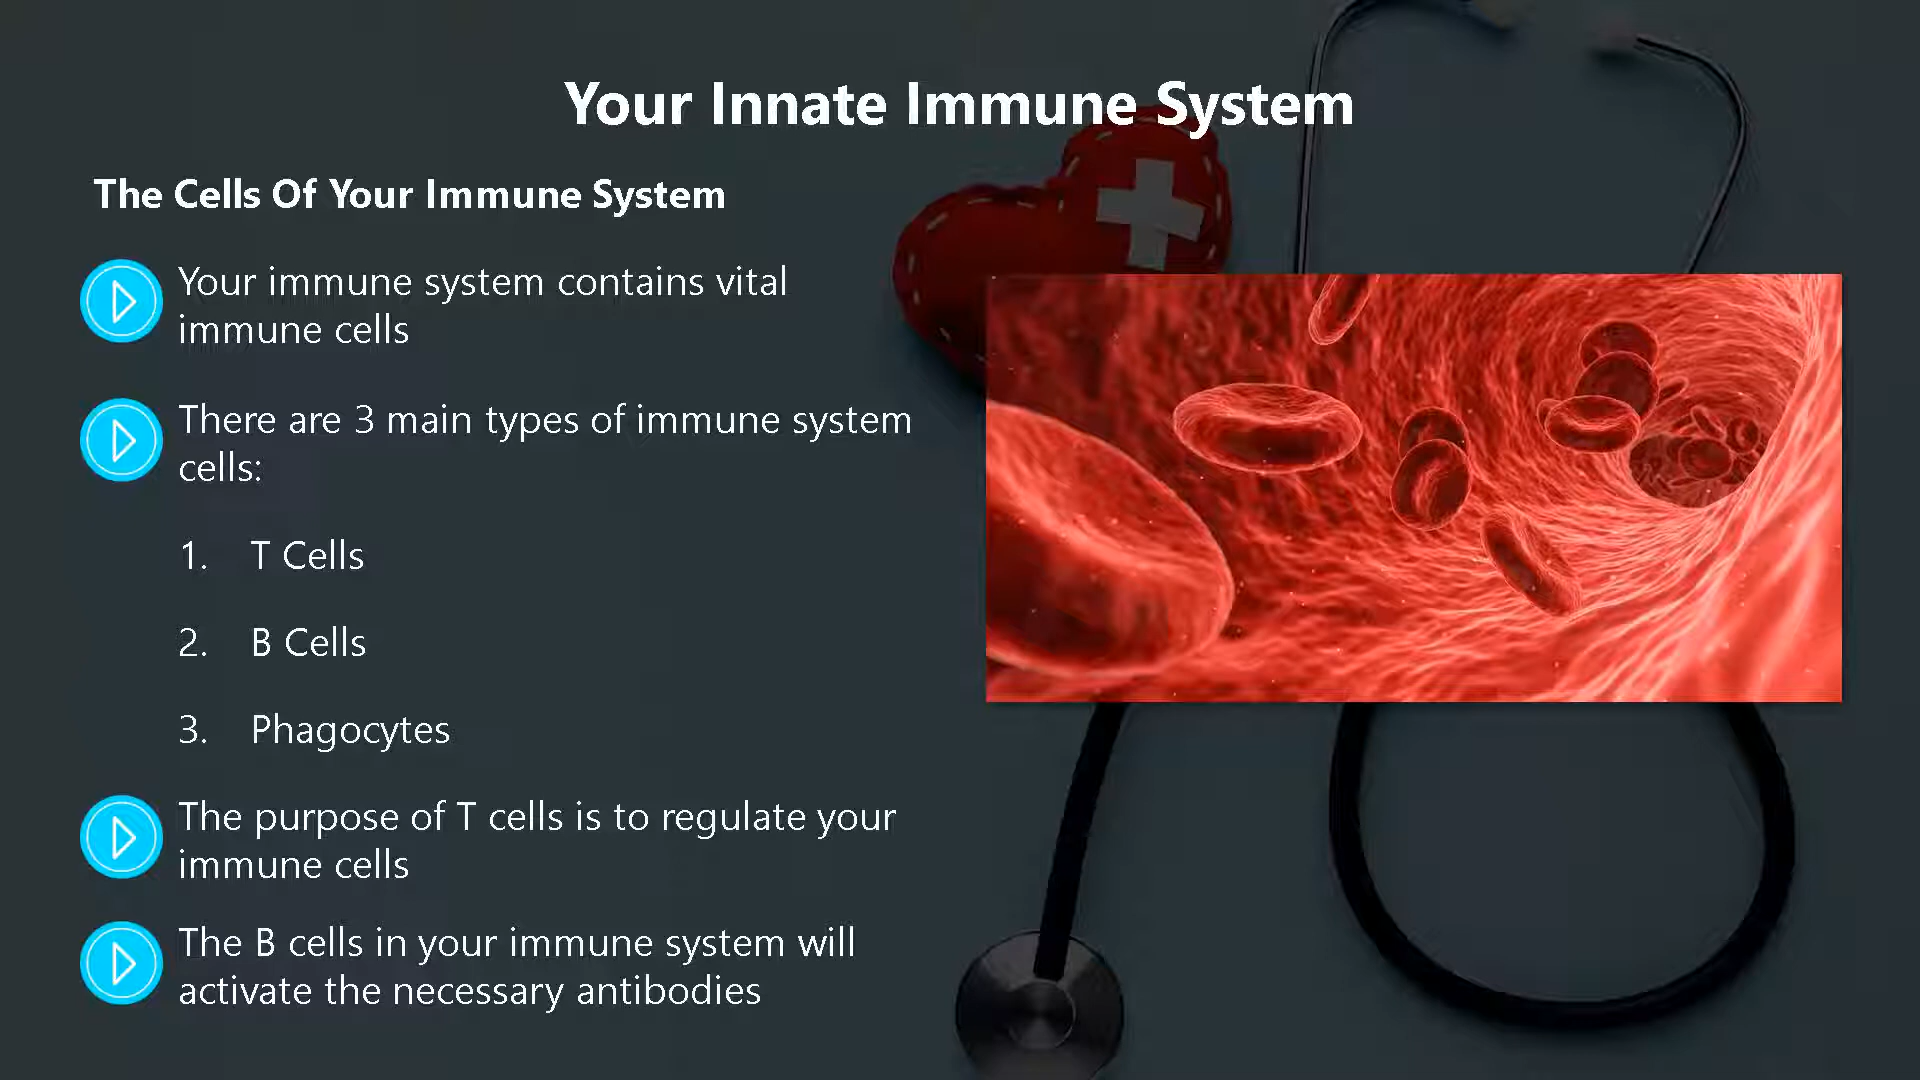 Your Innate Immune System
The Cells Of Your Immune System
Your immune system contains vital
immune cells
There are 3 main types of immune system
cells:
1. T Cells
2. B Cells
3. Phagocytes
The purpose of T cells is to regulate your
immune cells
The B cells in your immune system will
activate the necessary antibodies